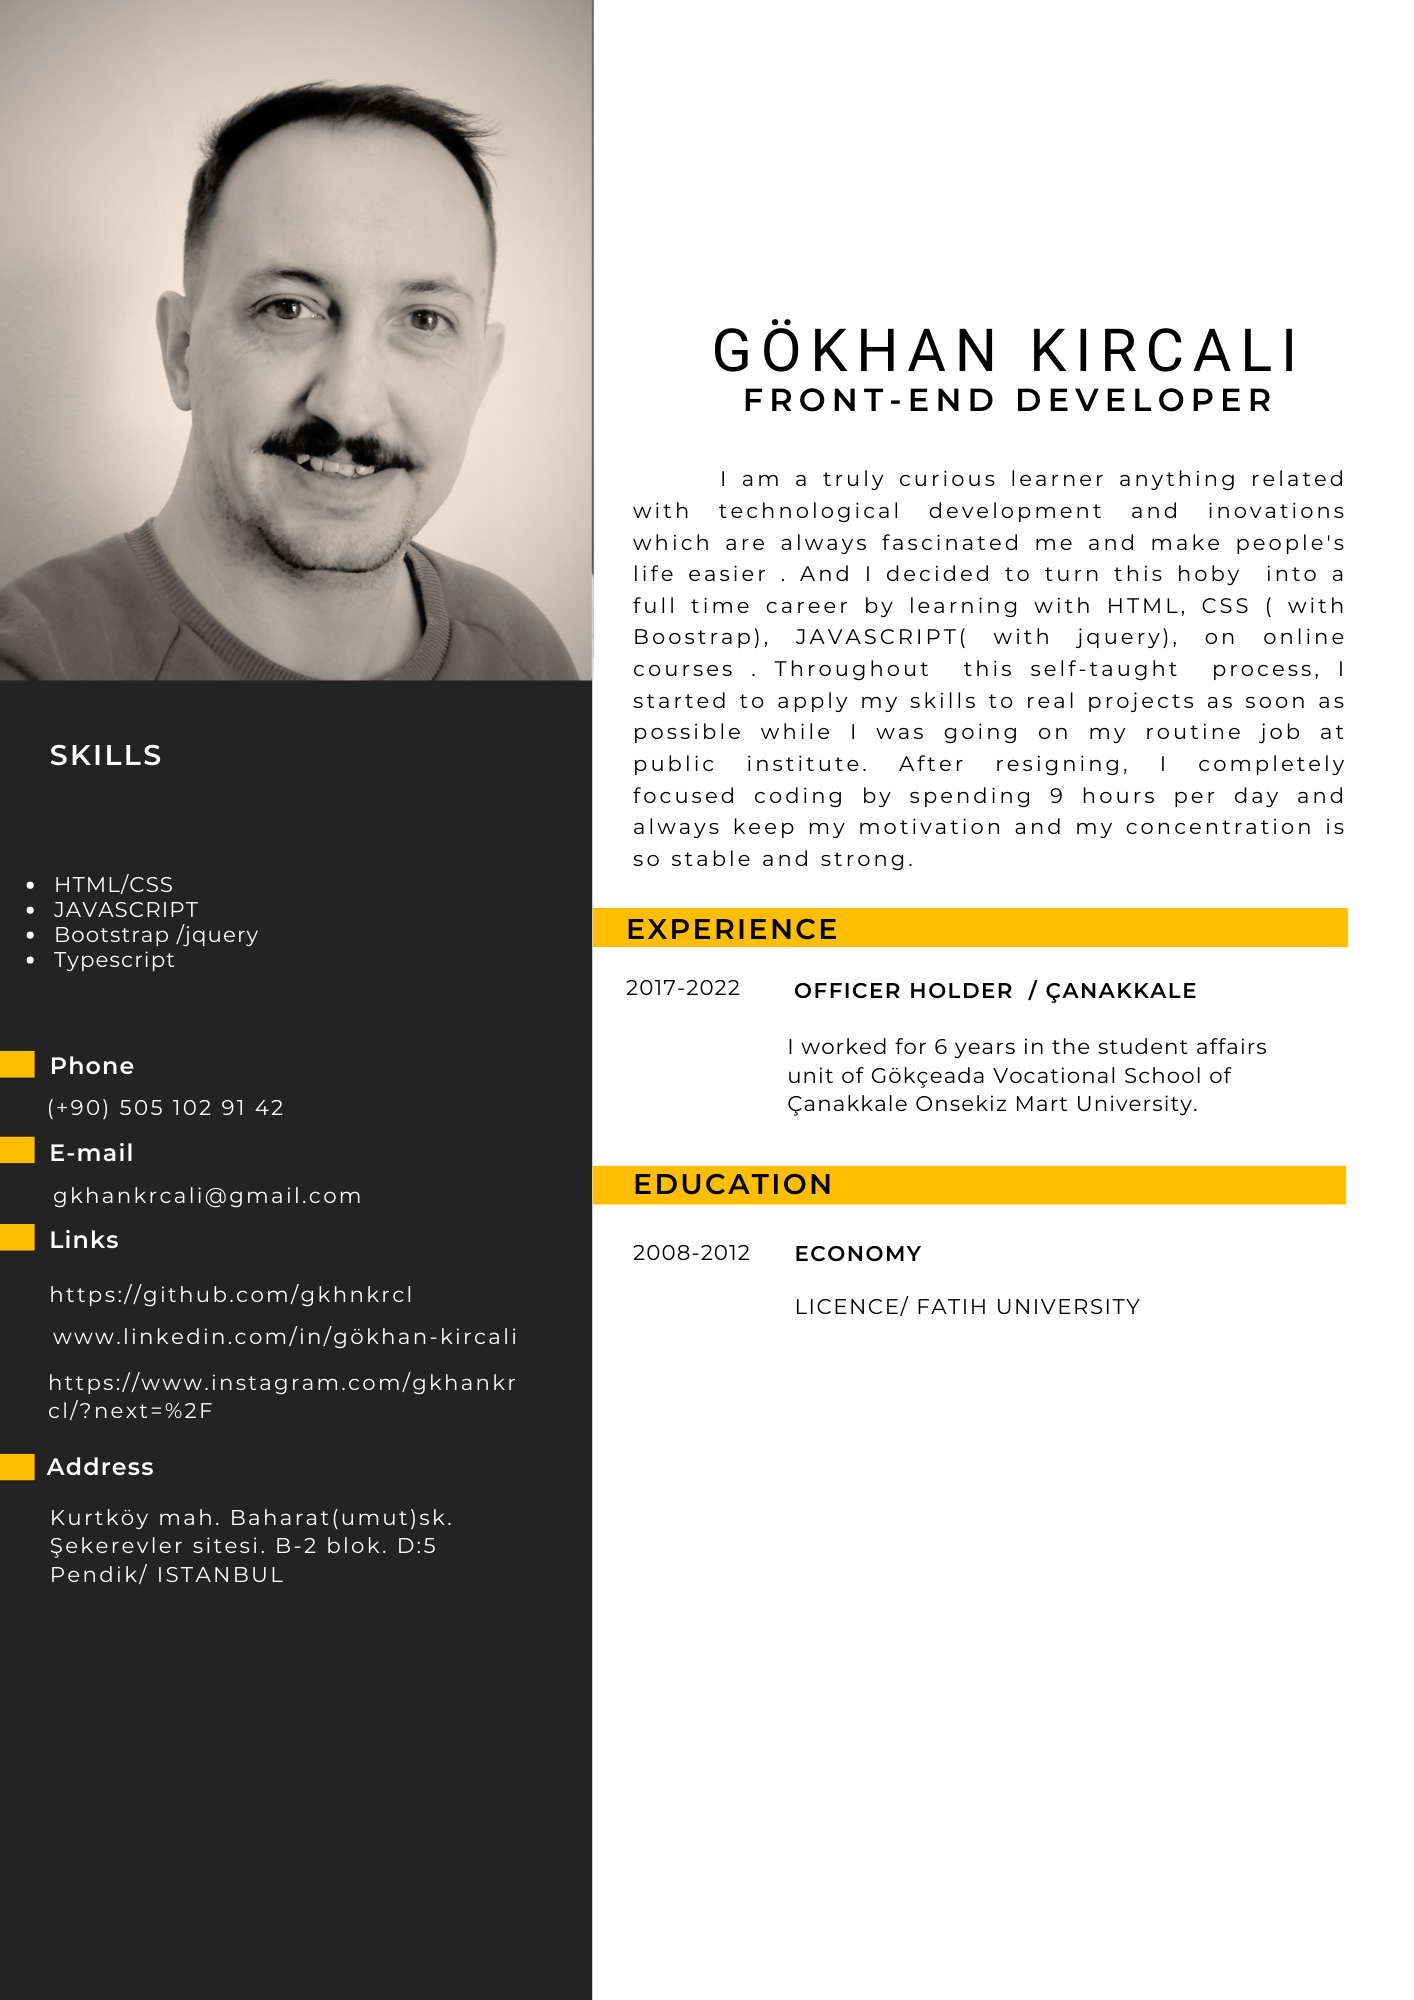 GÖKHAN KIRCALI
FRONT-END DEVELOPER
I am a truly curious learner anything related
with technological development and inovations
which are always fascinated me and make people's
life easier . And I decided to turn this hoby into a
full time career by learning with HTML, CSS ( with
Boostrap), JAVASCRIPT( with jquery), on online
courses . Throughout this self-taught process, I
started to apply my skills to real projects as soon as
possible while I was going on my routine job at
public institute. After resigning, I completely
focused coding by spending 9 hours per day and
always keep my motivation and my concentration is
so stable and strong.
EXPERIENCE
2017-2022 OFFICER HOLDER / ÇANAKKALE
I worked for 6 years in the student affairs
unit of Gökçeada Vocational School of
Çanakkale Onsekiz Mart University.
EDUCATION
2008-2012 ECONOMY
LICENCE/ FATIH UNIVERSITY
SKILLS
• HTML/CSS
• JAVASCRIPT
• Bootstrap /jquery
• Typescript
Phone
(+90) 505 102 91 42
E-mail
gkhankrcali@gmail.com
Links
https://github.com/gkhnkrcl
www.linkedin.com/in/gökhan-kircali
https://www.instagram.com/gkhankr
cl/?next=%2F
Address
Kurtköy mah. Baharat(umut)sk.
Şekerevler sitesi. B-2 blok. D:5
Pendik/ ISTANBUL